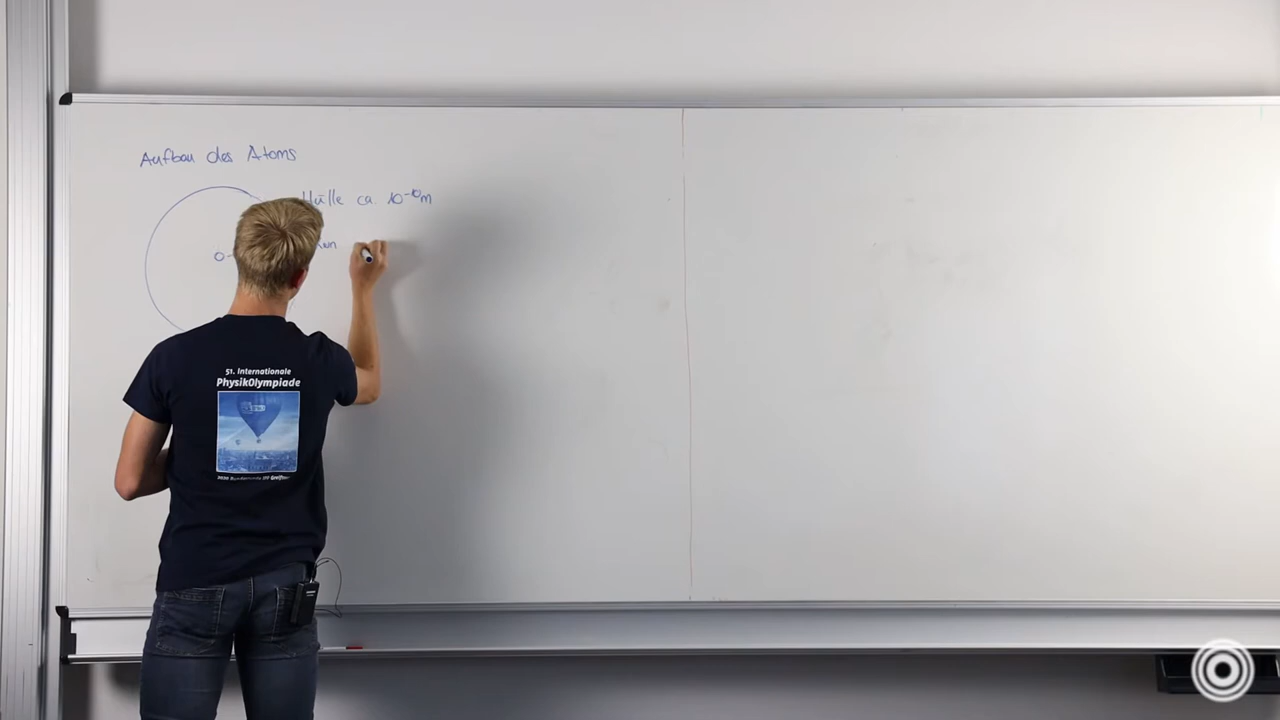 Aufbau des Atoms
Hülle ca. 10⁻¹⁰m
51. Internationale
PhysikOlympiade